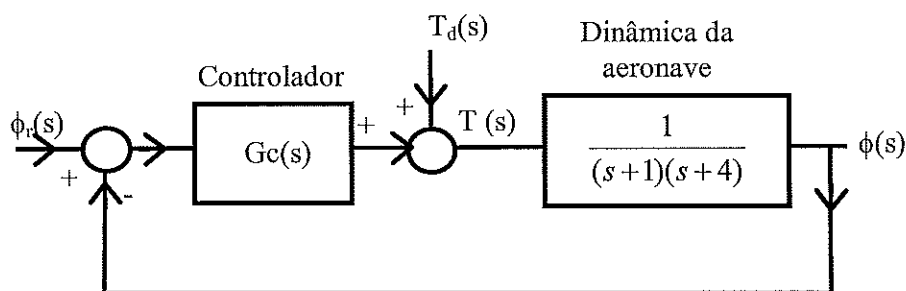 T_d(s)
Dinâmica da
aeronave
Controlador
ϕ_r(s)
+
-
Gc(s)
+
+
T (s)
1
(s+1)(s+4)
ϕ(s)